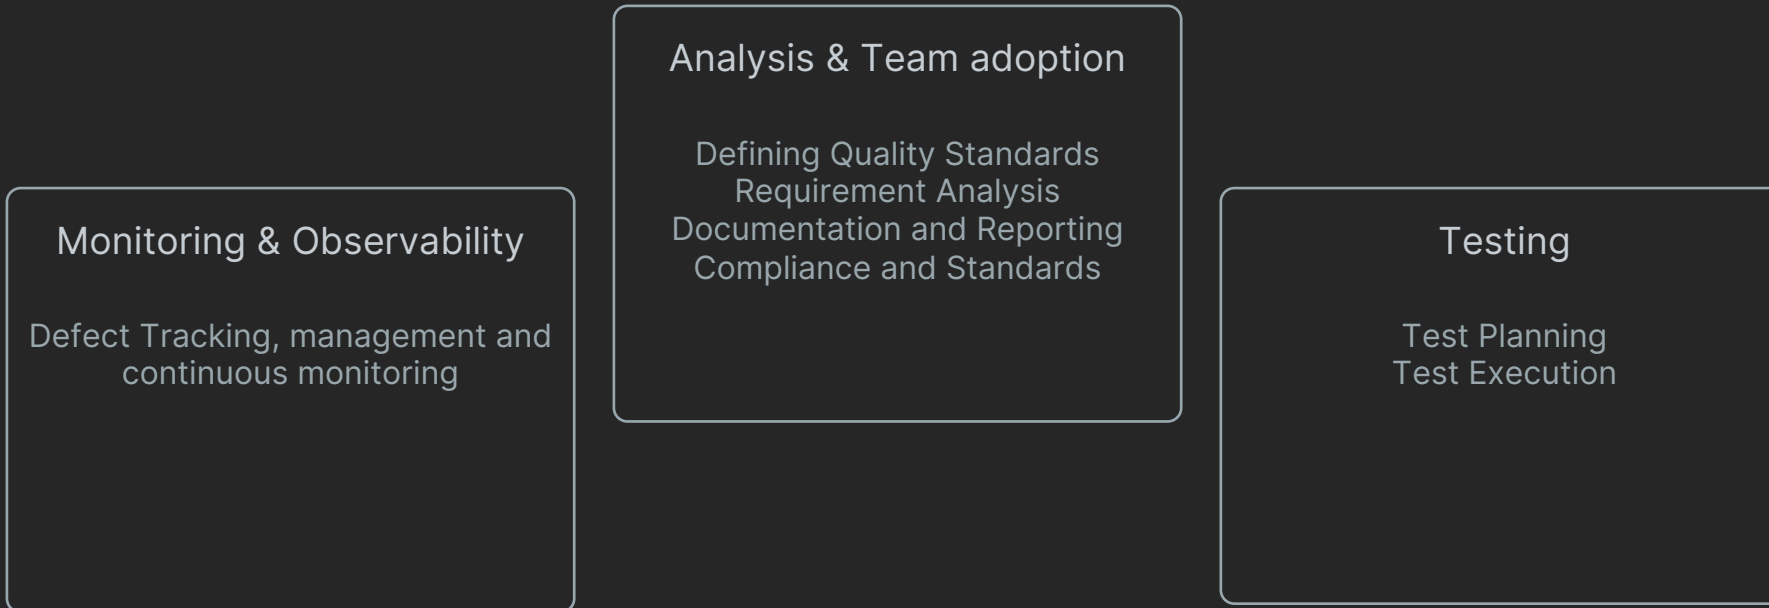 Analysis & Team adoption
Defining Quality Standards
Requirement Analysis
Documentation and Reporting
Compliance and Standards
Monitoring & Observability
Defect Tracking, management and
continuous monitoring
Testing
Test Planning
Test Execution